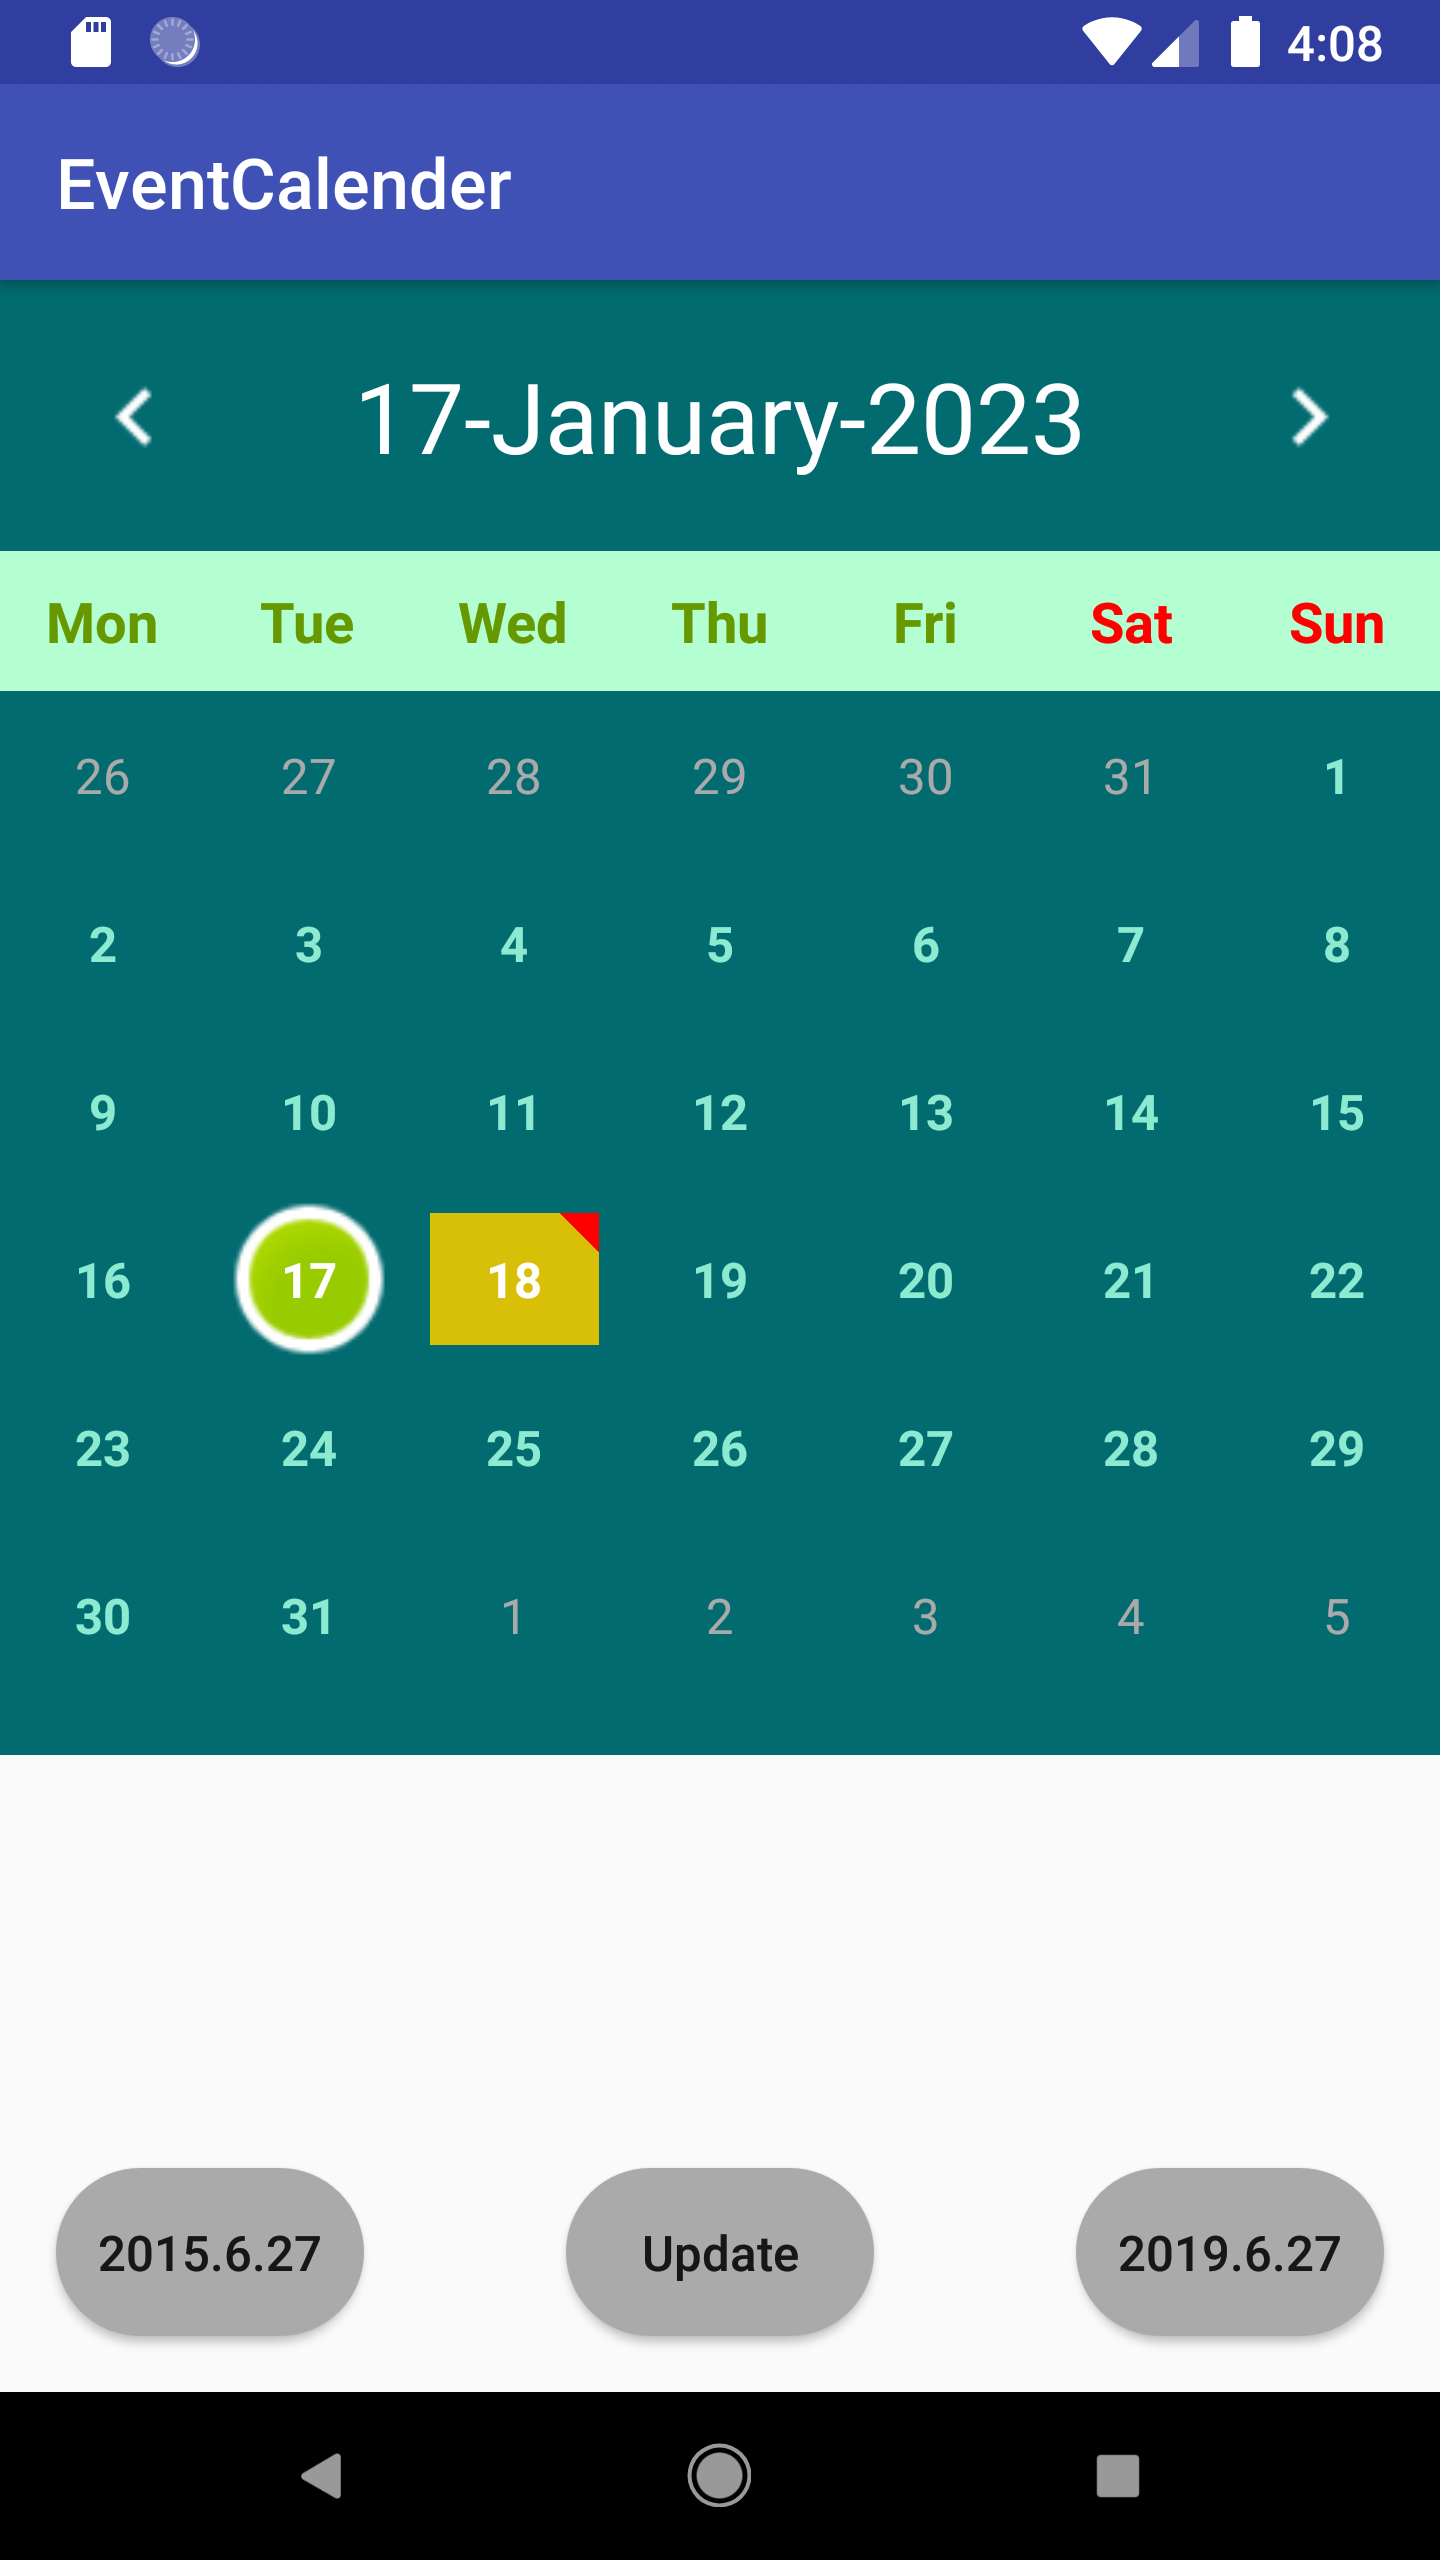 4:08
EventCalender
17-January-2023
Mon Tue Wed Thu Fri Sat Sun
26 27 28 29 30 31 1
2 3 4 5 6 7 8
9 10 11 12 13 14 15
16 17 18 19 20 21 22
23 24 25 26 27 28 29
30 31 1 2 3 4 5
2015.6.27 Update 2019.6.27